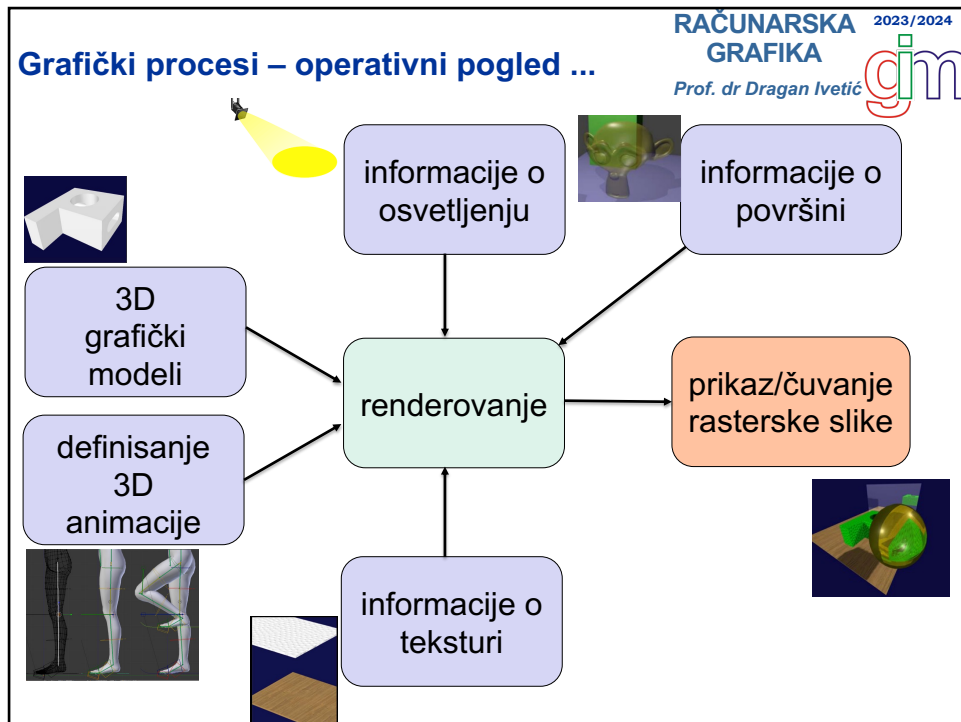 RAČUNARSKA
GRAFIKA
2023/2024
Prof. dr Dragan Ivetić
gim
Grafički procesi – operativni pogled ...
informacije o
osvetljenju
informacije o
površini
3D
grafički
modeli
renderovanje
prikaz/čuvanje
rasterske slike
definisanje
3D
animacije
informacije o
teksturi